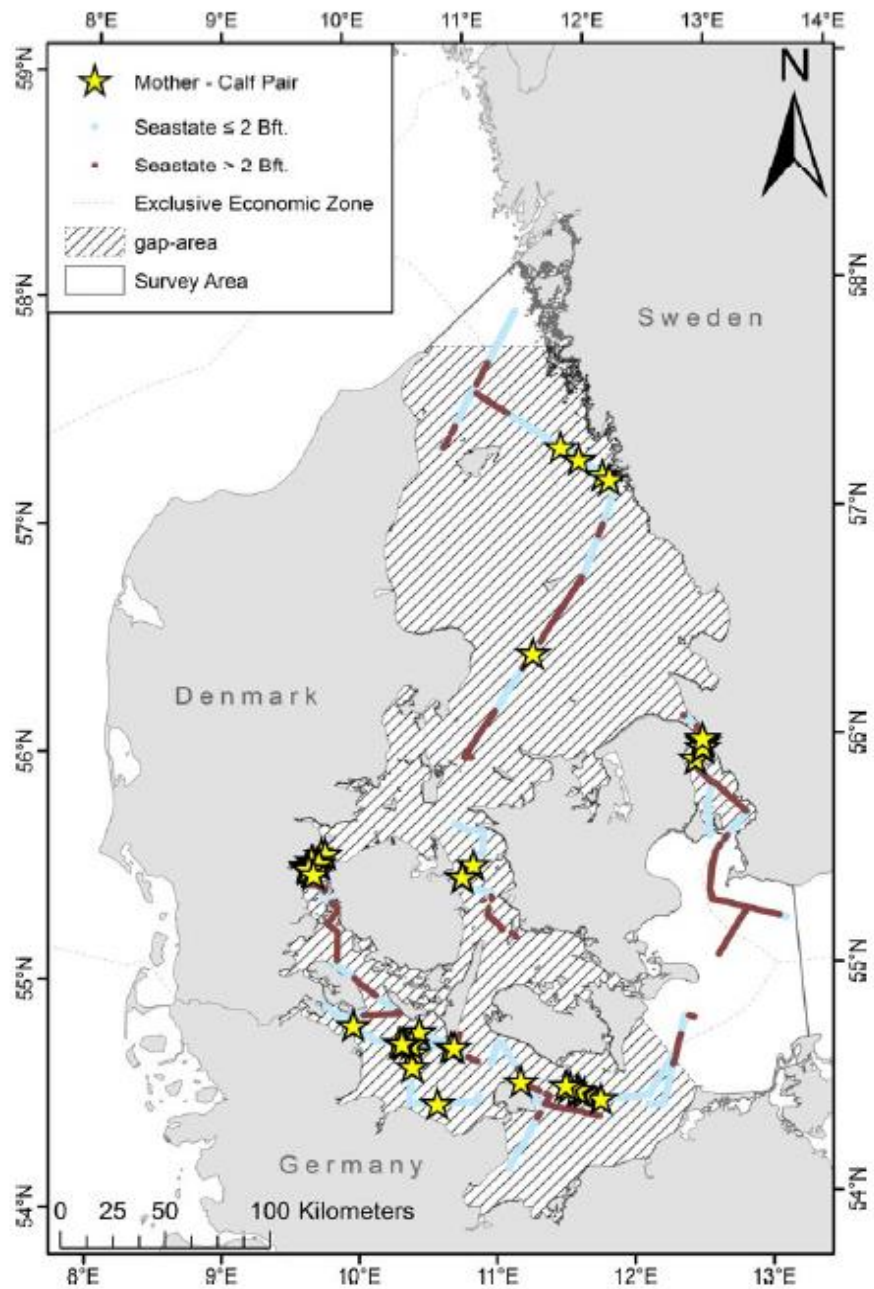 8°E 9°E 10°E 11°E 12°E 13°E 14°E
59°N
N
Mother - Calf Pair
Seastate ≤ 2 Bft.
Seastate > 2 Bft.
Exclusive Economic Zone
gap-area
Survey Area
58°N
58°N
Sweden
57°N
57°N
Denmark
56°N
56°N
55°N
55°N
Germany
54°N
54°N
0 25 50 100 Kilometers
8°E 9°E 10°E 11°E 12°E 13°E